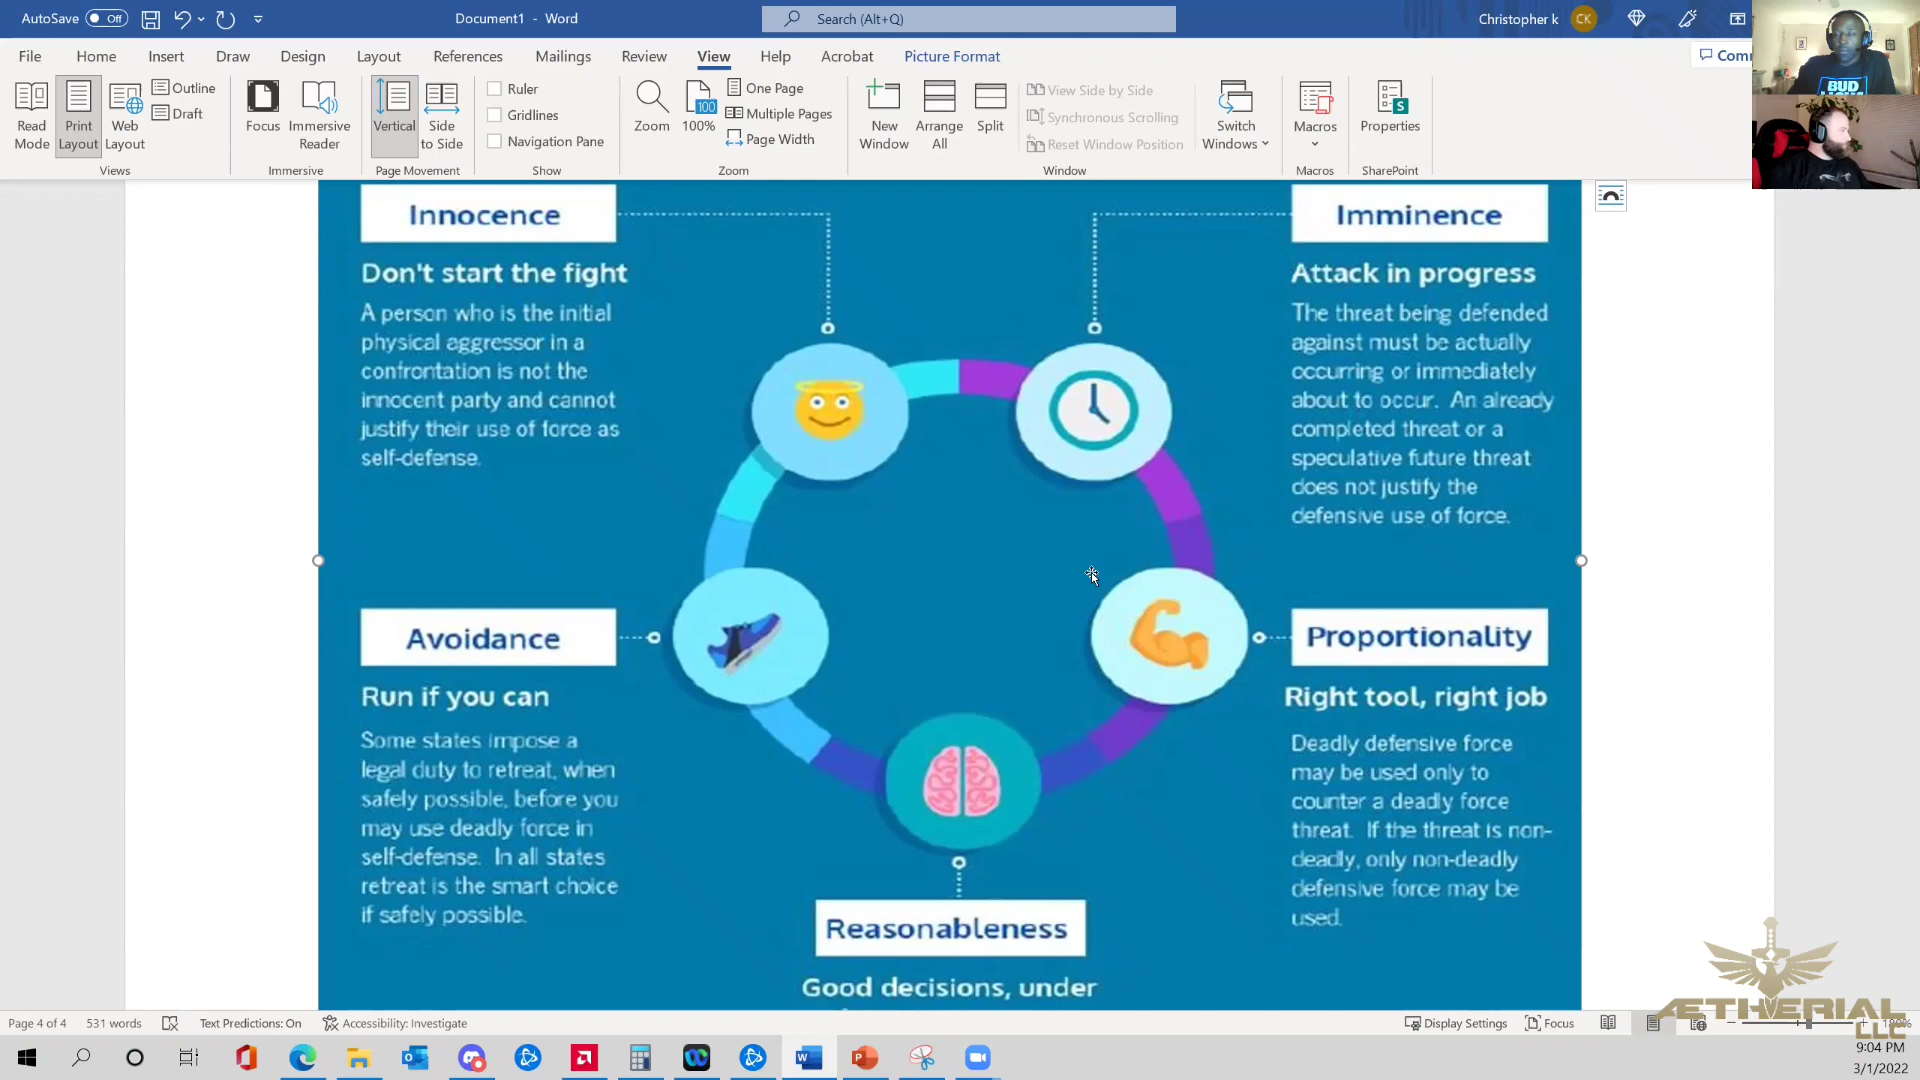 AutoSave Off
Document1 - Word
Search (Alt+Q)
Christopher k CK
File Home Insert Draw Design Layout References Mailings Review View Help Acrobat Picture Format
Read Mode
Print Layout
Web Layout
Outline
Draft
Views
Focus
Immersive Reader
Immersive
Vertical
Side to Side
Page Movement
Ruler
Gridlines
Navigation Pane
Show
Zoom
100
100%
One Page
Multiple Pages
Page Width
Zoom
New Window
Arrange All
Split
View Side by Side
Synchronous Scrolling
Reset Window Position
Switch Windows
Window
Macros
Macros
Properties
SharePoint
BUD
Innocence
Don't start the fight
A person who is the initial
physical aggressor in a
confrontation is not the
innocent party and cannot
justify their use of force as
self-defense.
Imminence
Attack in progress
The threat being defended
against must be actually
occurring or immediately
about to occur. An already
completed threat or a
speculative future threat
does not justify the
defensive use of force.
Avoidance
Run if you can
Some states impose a
legal duty to retreat, when
safely possible, before you
may use deadly force in
self-defense. In all states
retreat is the smart choice
if safely possible.
Proportionality
Right tool, right job
Deadly defensive force
may be used only to
counter a deadly force
threat. If the threat is non-
deadly, only non-deadly
defensive force may be
used.
Reasonableness
Good decisions, under
ÆTHERIAL
LLC
Page 4 of 4 531 words Text Predictions: On Accessibility: Investigate Display Settings Focus
9:04 PM
3/1/2022